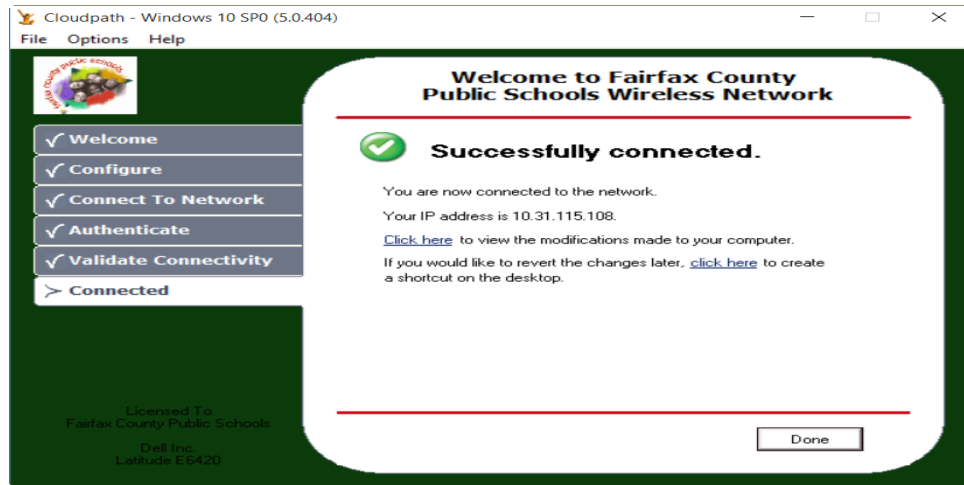 Cloudpath - Windows 10 SP0 (5.0.404)
File Options Help
fairfax county public schools
Welcome to Fairfax County
Public Schools Wireless Network
√ Welcome
√ Configure
√ Connect To Network
√ Authenticate
√ Validate Connectivity
> Connected
Successfully connected.
You are now connected to the network.
Your IP address is 10.31.115.108.
Click here to view the modifications made to your computer.
If you would like to revert the changes later, click here to create
a shortcut on the desktop.
Licensed To
Fairfax County Public Schools
Dell Inc.
Latitude E6420
Done